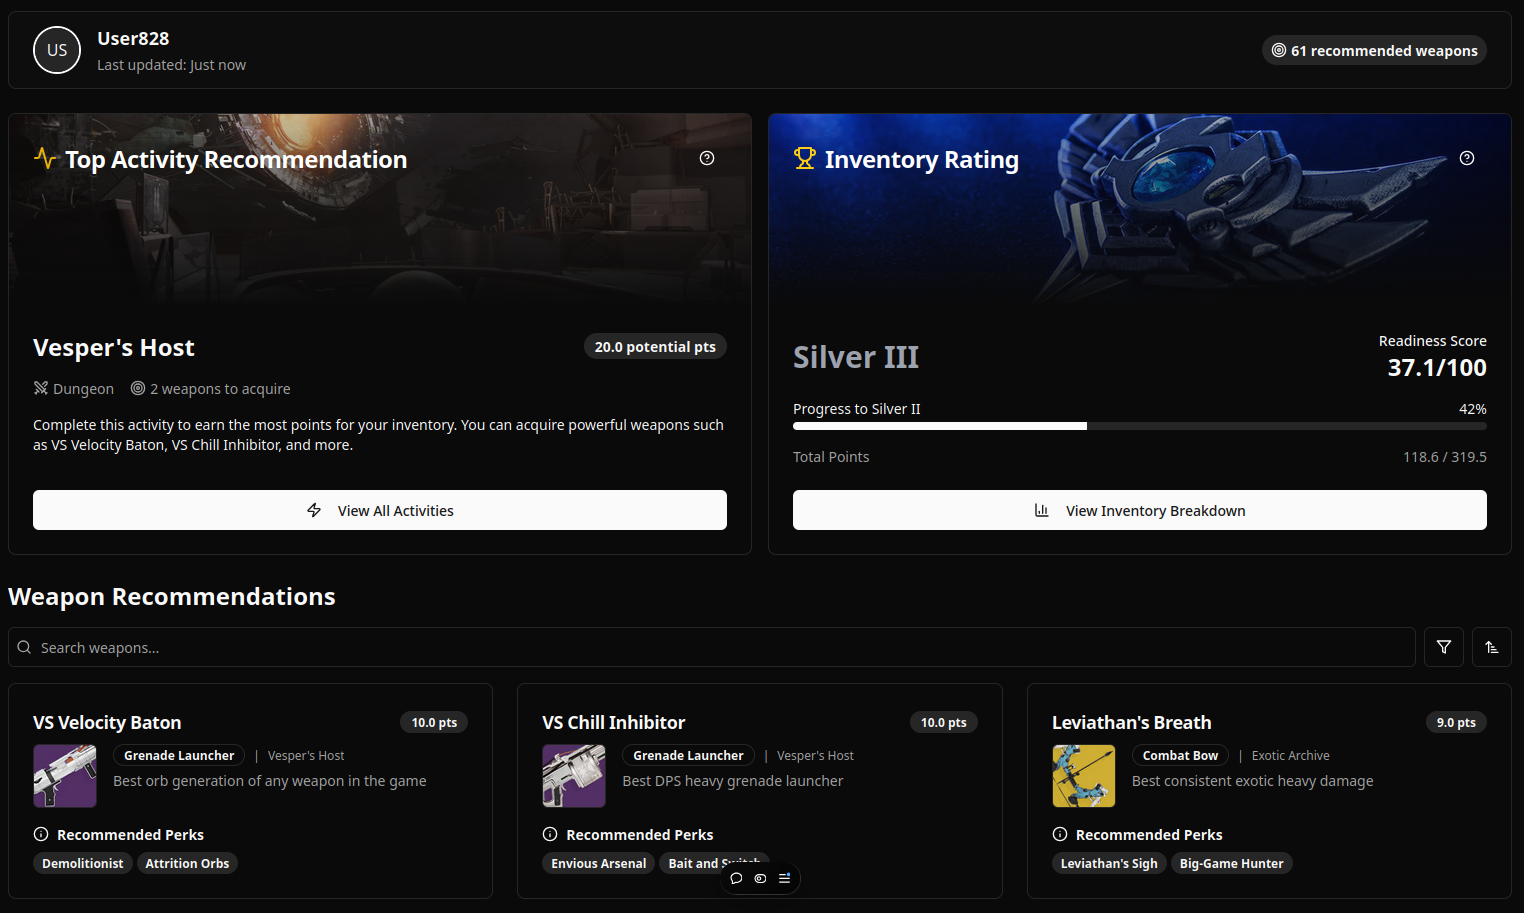 US
User828
Last updated: Just now
61 recommended weapons
Top Activity Recommendation
Vesper's Host
20.0 potential pts
Dungeon
2 weapons to acquire
Complete this activity to earn the most points for your inventory. You can acquire powerful weapons such
as VS Velocity Baton, VS Chill Inhibitor, and more.
View All Activities
Inventory Rating
Silver III
Readiness Score
37.1/100
Progress to Silver II
42%
Total Points
118.6 / 319.5
View Inventory Breakdown
Weapon Recommendations
Search weapons...
VS Velocity Baton
10.0 pts
Grenade Launcher | Vesper's Host
Best orb generation of any weapon in the game
Recommended Perks
Demolitionist
Attrition Orbs
VS Chill Inhibitor
10.0 pts
Grenade Launcher | Vesper's Host
Best DPS heavy grenade launcher
Recommended Perks
Envious Arsenal
Bait and Switch
Leviathan's Breath
9.0 pts
Combat Bow | Exotic Archive
Best consistent exotic heavy damage
Recommended Perks
Leviathan's Sigh
Big-Game Hunter